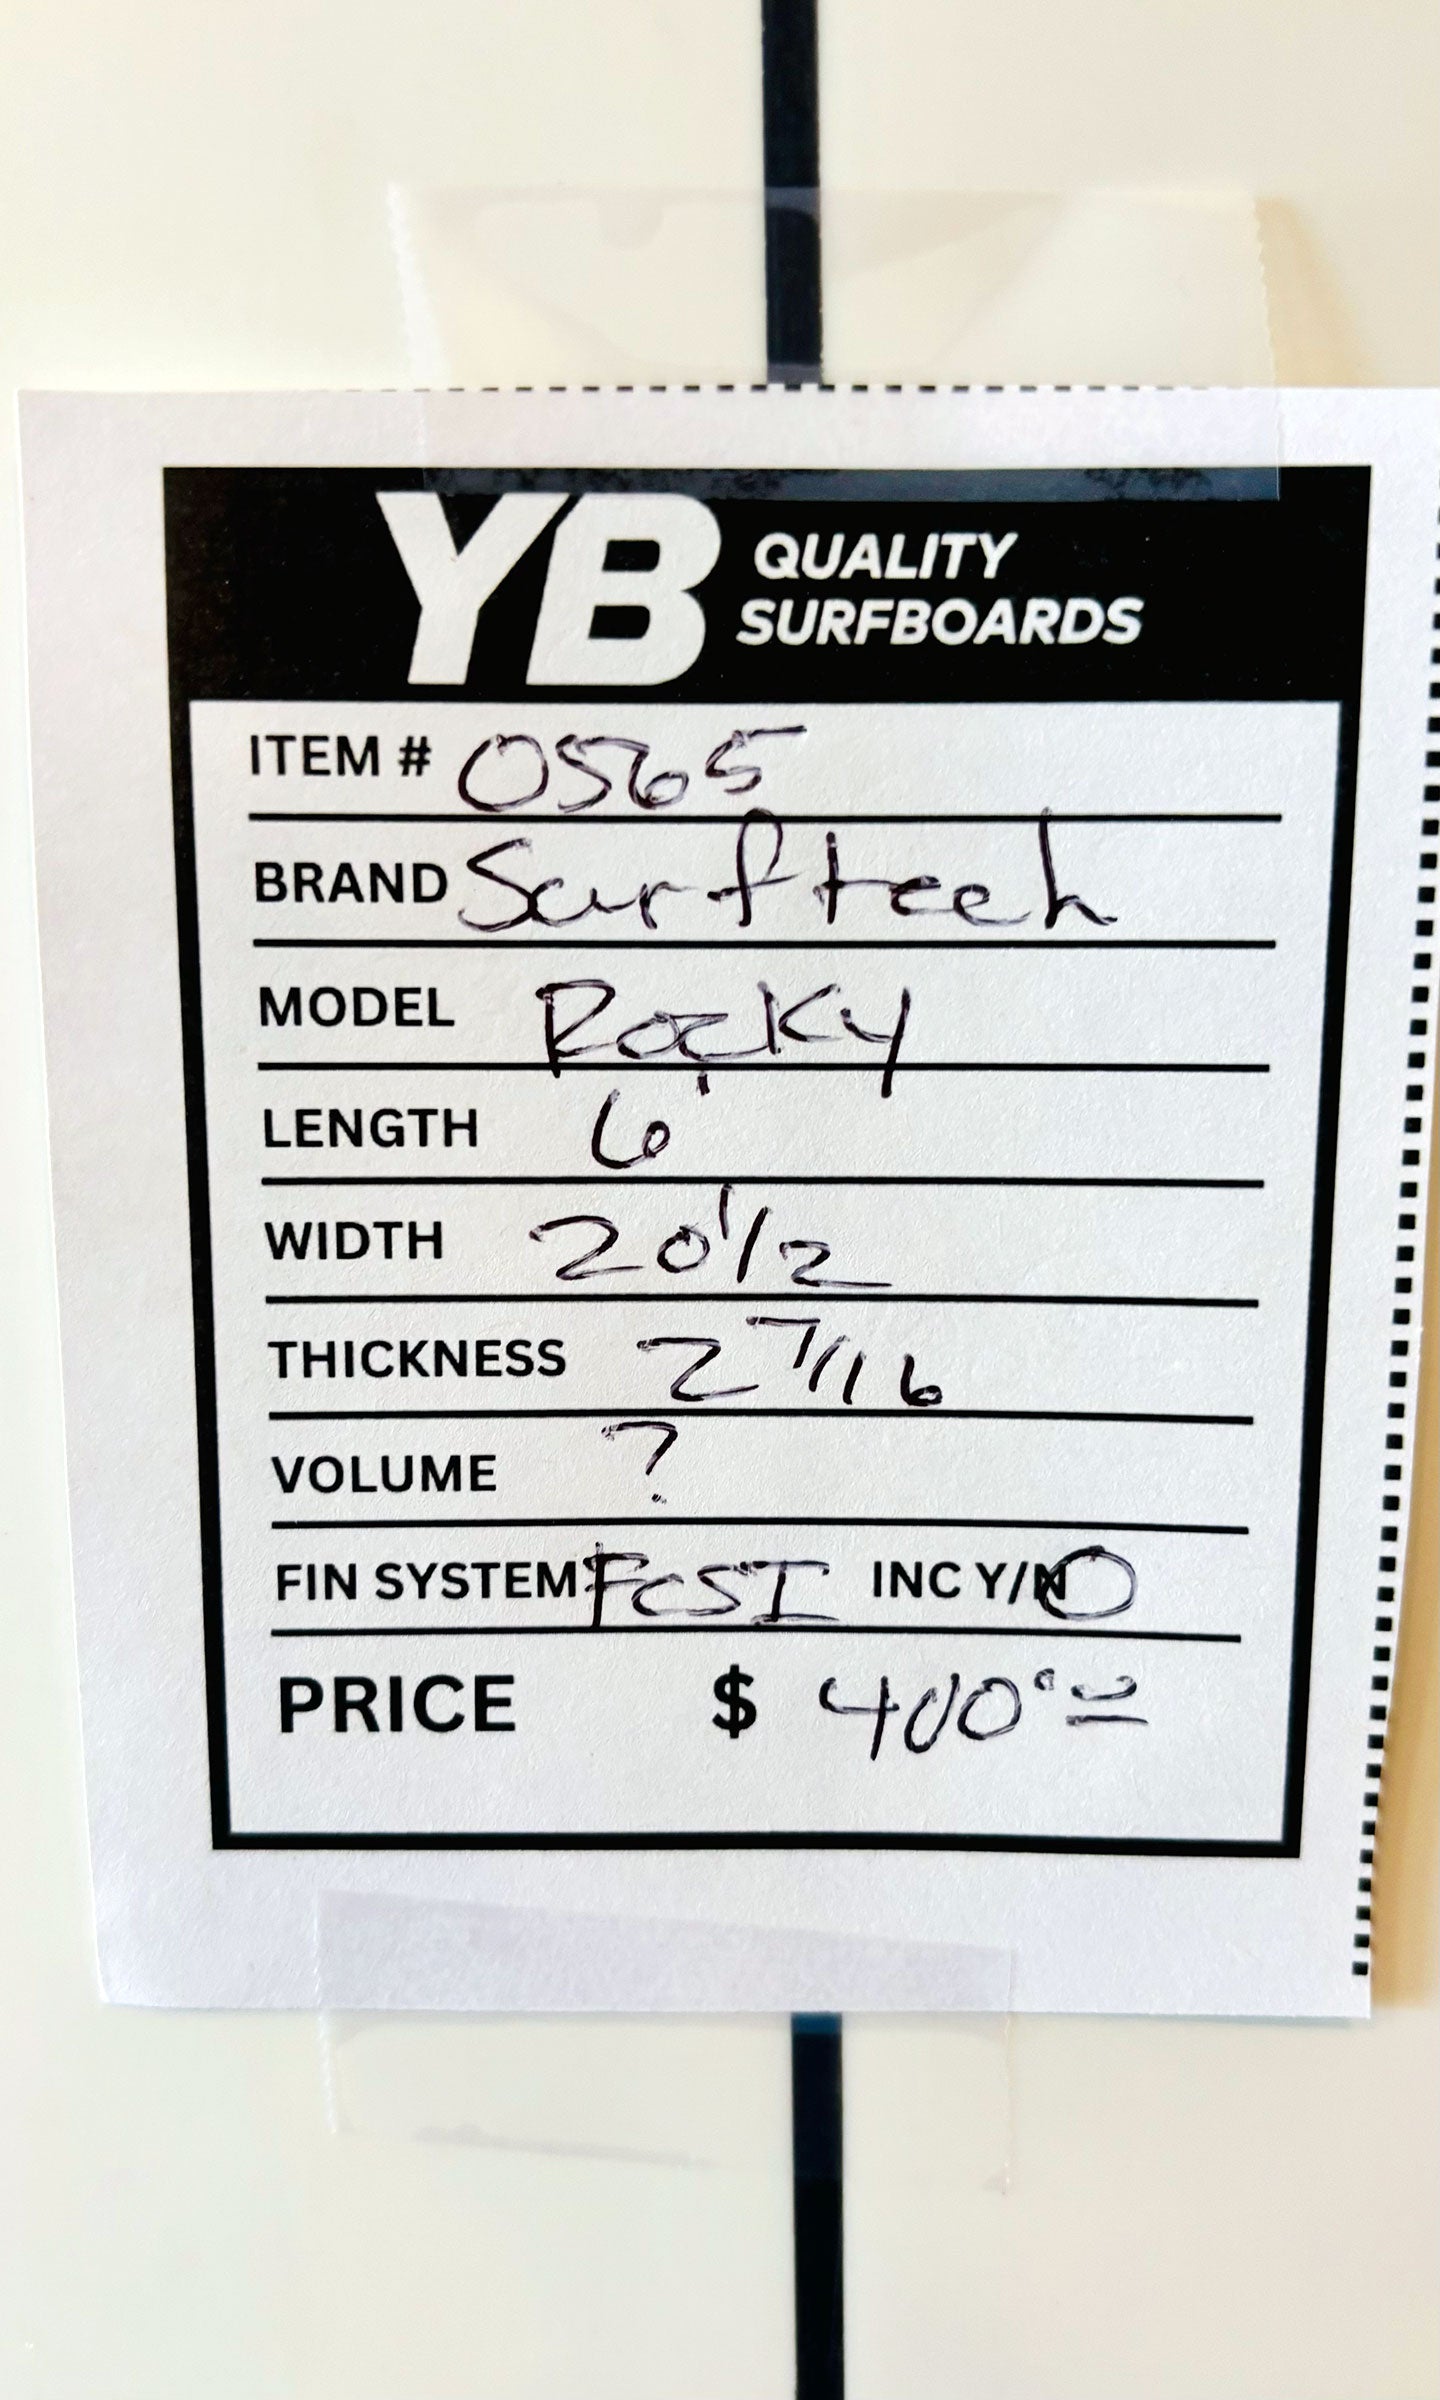 YB QUALITY
SURFBOARDS
ITEM # 0565
BRAND Surftech
MODEL Rocky
LENGTH 6'
WIDTH 20 1/2
THICKNESS 2 7/16
VOLUME ?
FIN SYSTEM FCSI INC Y/N
PRICE $ 400 00